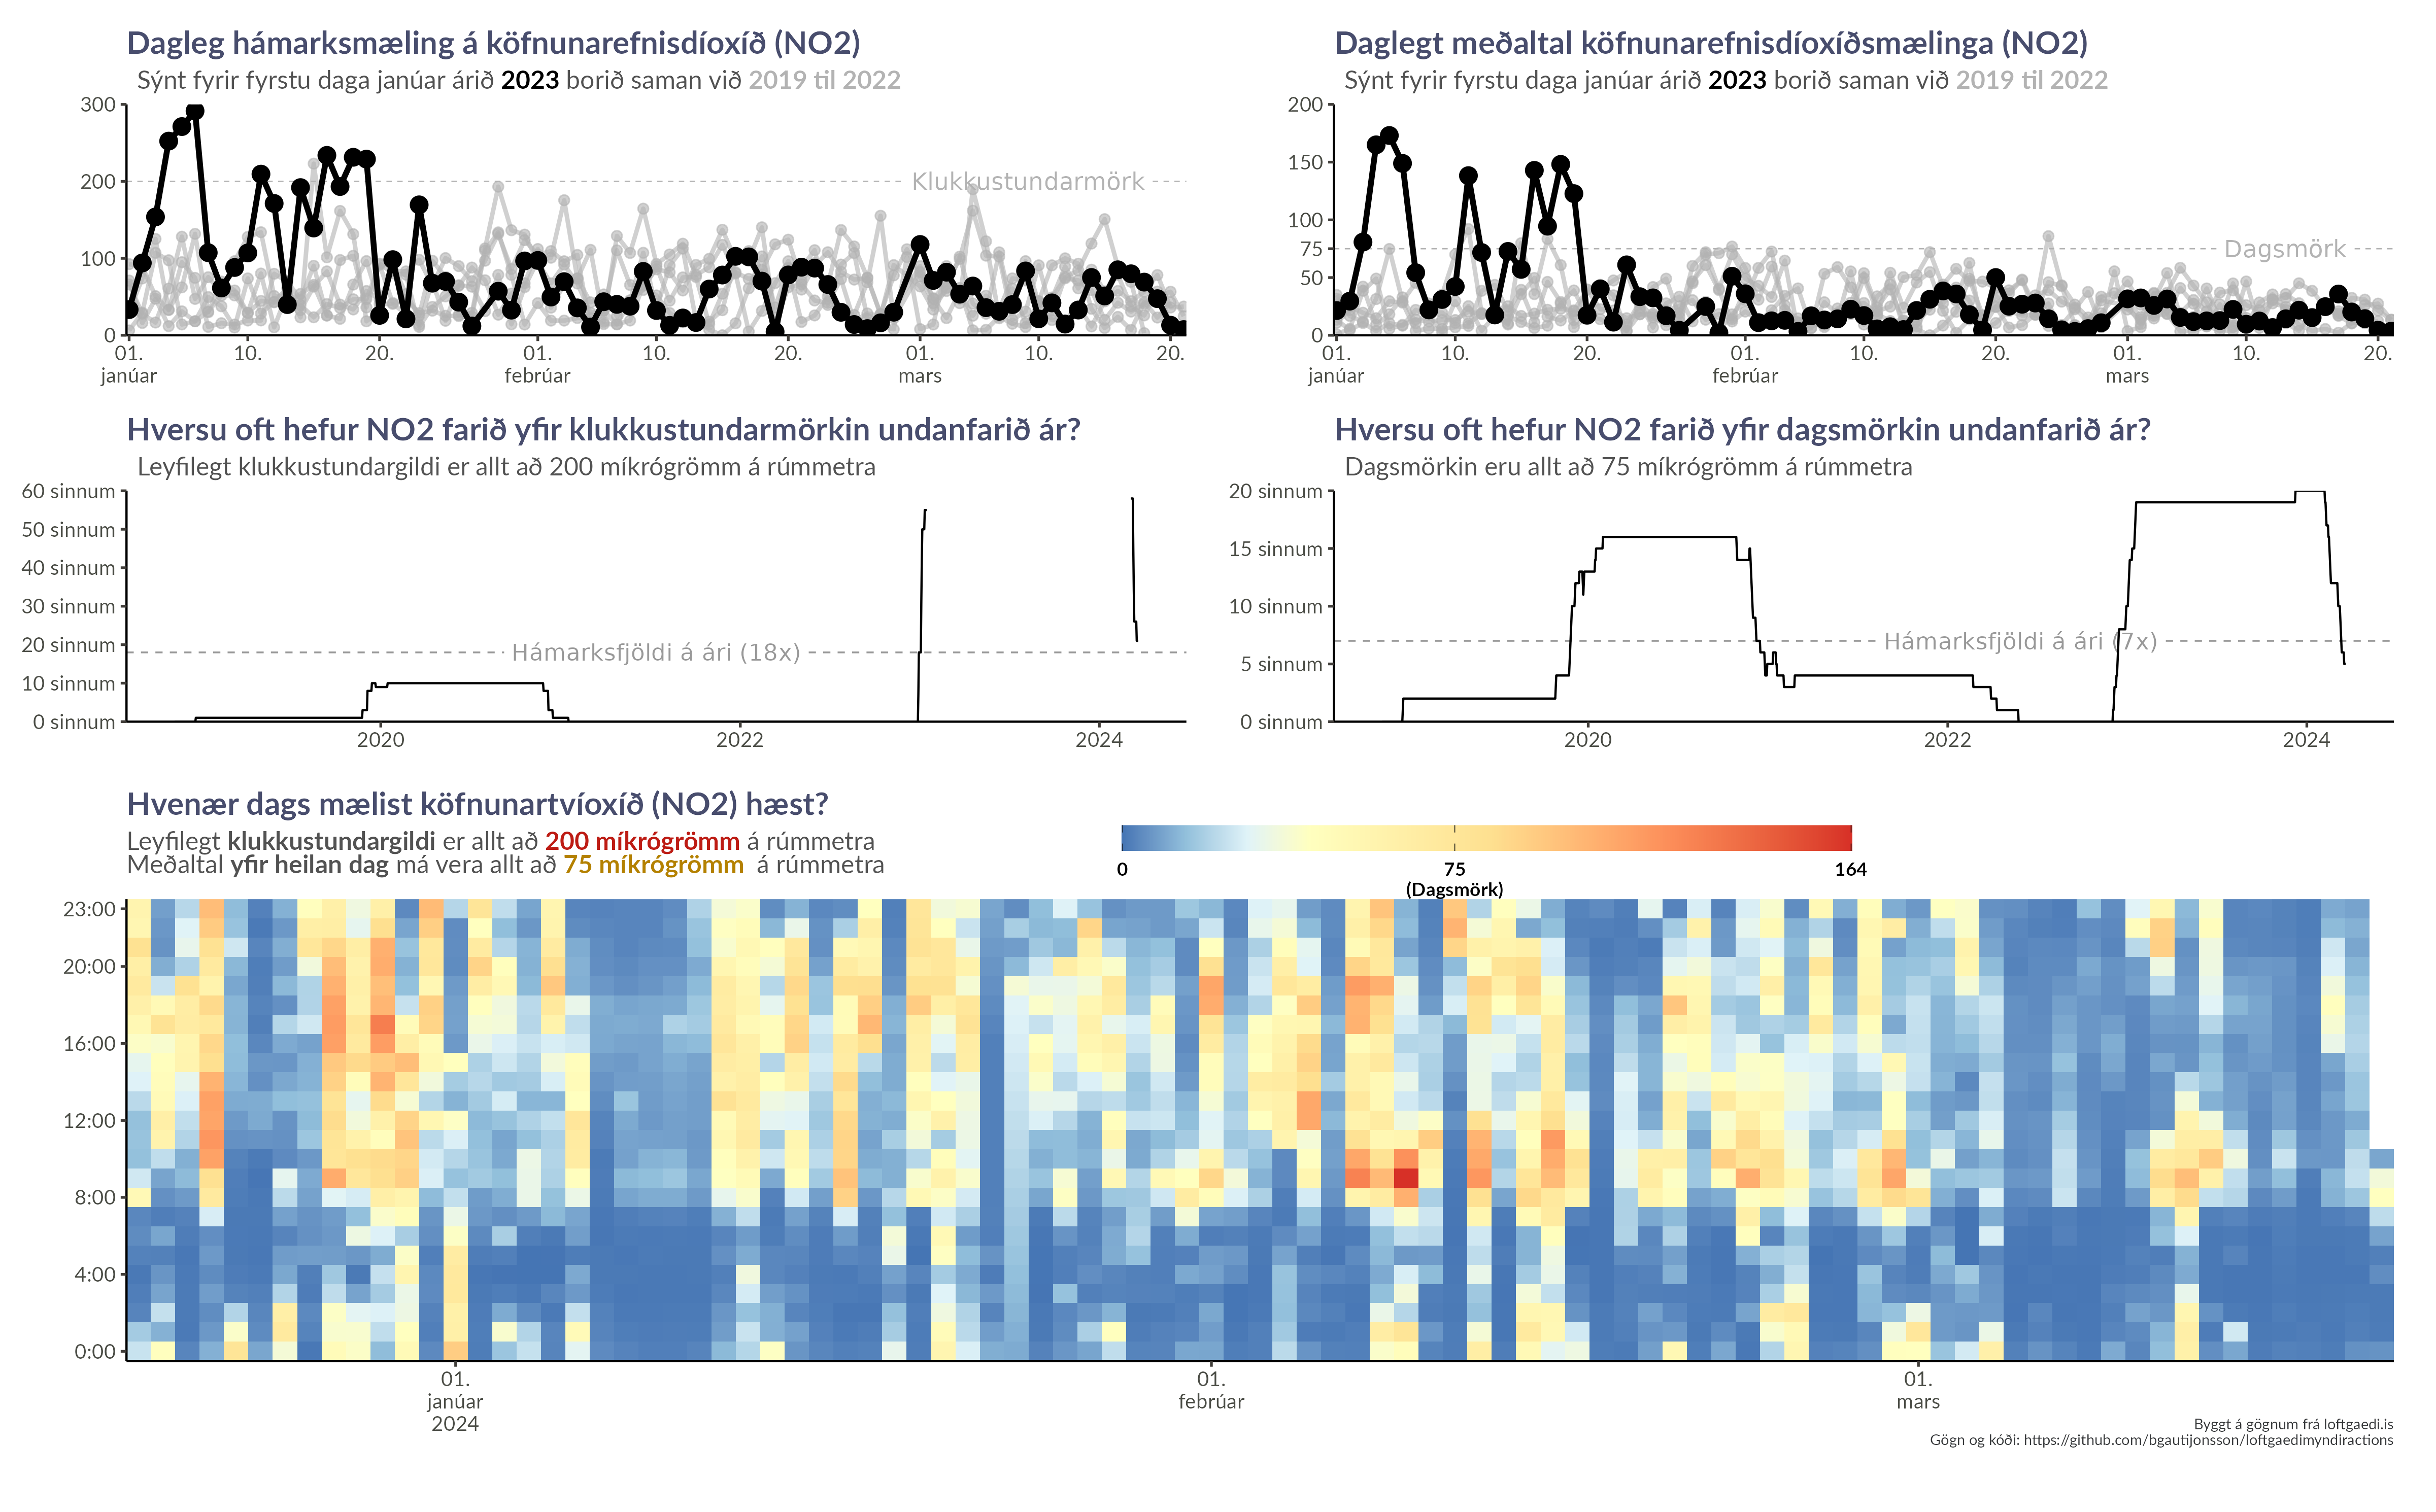 Dagleg hámarksmæling á köfnunarefnisdíoxíð (NO2)
Sýnt fyrir fyrstu daga janúar árið 2023 borið saman við 2019 til 2022
300
200
100
0
Klukkustundarmörk
01.
janúar
10.
20.
01.
febrúar
10.
20.
01.
mars
10.
20.
Daglegt meðaltal köfnunarefnisdíoxíðsmælinga (NO2)
Sýnt fyrir fyrstu daga janúar árið 2023 borið saman við 2019 til 2022
200
150
100
75
50
0
Dagsmörk
01.
janúar
10.
20.
01.
febrúar
10.
20.
01.
mars
10.
20.
Hversu oft hefur NO2 farið yfir klukkustundarmörkin undanfarið ár?
Leyfilegt klukkustundargildi er allt að 200 míkrógrömm á rúmmetra
60 sinnum
50 sinnum
40 sinnum
30 sinnum
20 sinnum
10 sinnum
0 sinnum
Hámarksfjöldi á ári (18x)
2020
2022
2024
Hversu oft hefur NO2 farið yfir dagsmörkin undanfarið ár?
Dagsmörkin eru allt að 75 míkrógrömm á rúmmetra
20 sinnum
15 sinnum
10 sinnum
5 sinnum
0 sinnum
Hámarksfjöldi á ári (7x)
2020
2022
2024
Hvenær dags mælist köfnunartvíoxíð (NO2) hæst?
Leyfilegt klukkustundargildi er allt að 200 míkrógrömm á rúmmetra
Meðaltal yfir heilan dag má vera allt að 75 míkrógrömm á rúmmetra
0
75
(Dagsmörk)
164
23:00
20:00
16:00
12:00
8:00
4:00
0:00
01.
janúar
2024
01.
febrúar
01.
mars
Byggt á gögnum frá loftgaedi.is
Gögn og kóði: https://github.com/bgautijonsson/loftgaedimyndiractions